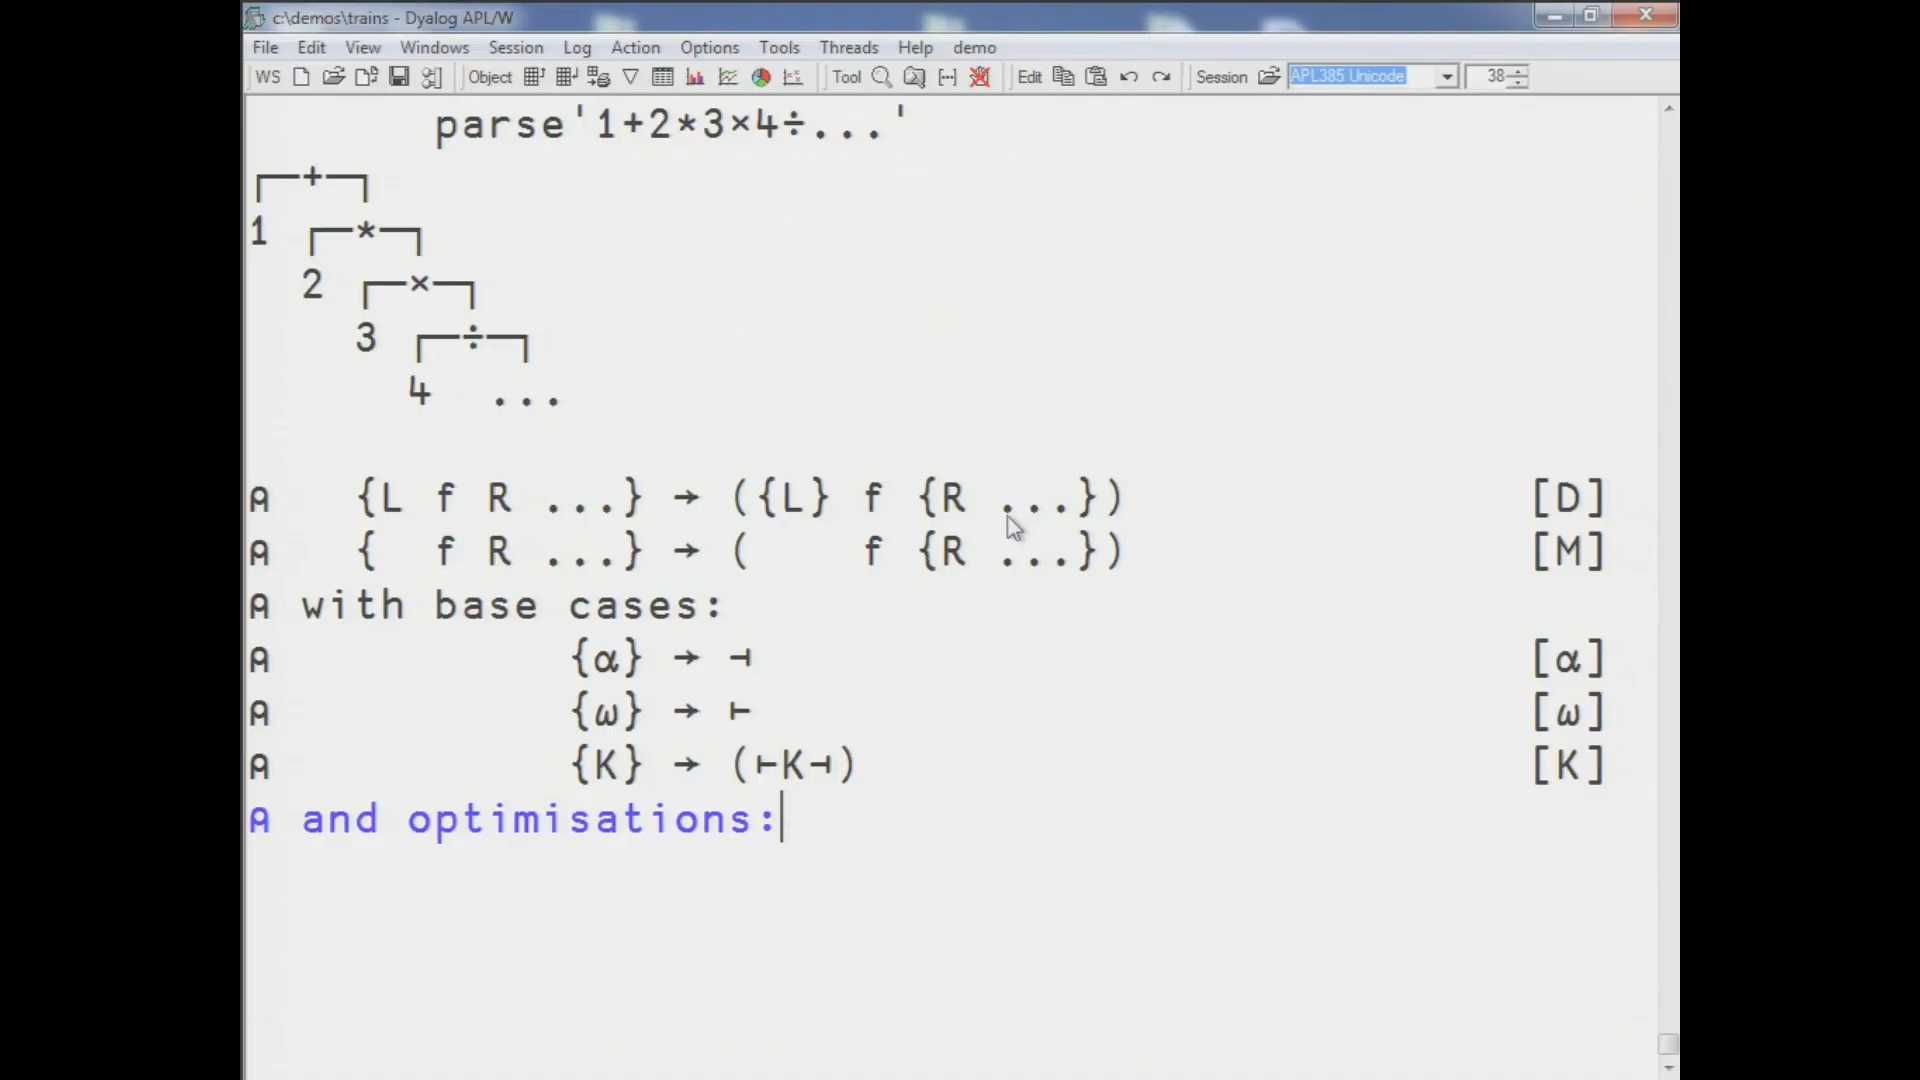 c:\demos\trains - Dyalog APL/W
File Edit View Windows Session Log Action Options Tools Threads Help demo
WS Object Tool Edit Session APL385 Unicode 38
parse'1+2*3×4÷...'
┌─+─┐
1 ┌─*─┐
2 ┌─×─┐
3 ┌─÷─┐
4 ...
⍝ {L f R ...} → ({L} f {R ...}) [D]
⍝ { f R ...} → ( f {R ...}) [M]
⍝ with base cases:
⍝ {⍺} → ⊣ [⍺]
⍝ {⍵} → ⊢ [⍵]
⍝ {K} → (⊢K⊣) [K]
⍝ and optimisations: